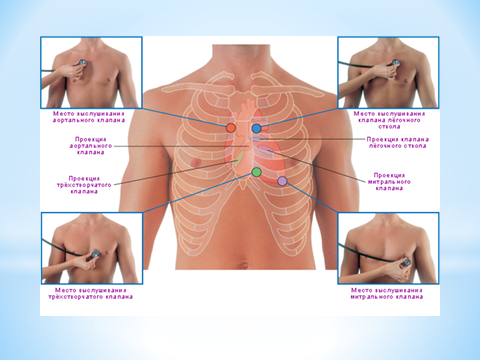 Место выслушивания
аортального клапана
Место выслушивания
клапана лёгочного
ствола
Проекция
аортального
клапана
Проекция клапана
лёгочного ствола
Проекция
трёхстворчатого
клапана
Проекция
митрального
клапана
Место выслушивания
трёхстворчатого клапана
Место выслушивания
митрального клапана